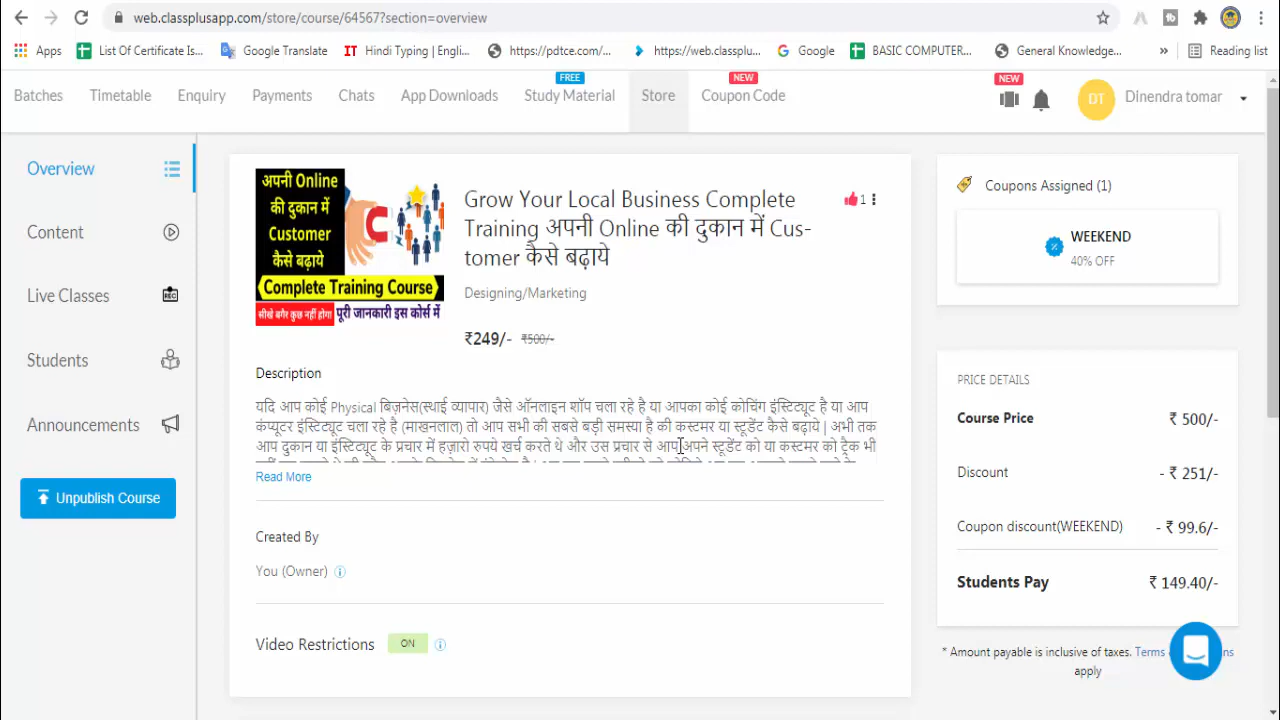 web.classplusapp.com/store/course/64567?section=overview
Apps
List Of Certificate Is...
Google Translate
Hindi Typing | Engli...
https://pdtce.com/...
https://web.classplu...
Google
BASIC COMPUTER...
General Knowledge...
»
Reading list
FREE
NEW
NEW
Batches
Timetable
Enquiry
Payments
Chats
App Downloads
Study Material
Store
Coupon Code
DT
Dinendra tomar
Overview
Content
Live Classes
REC
Students
Announcements
Unpublish Course
अपनी Online
की दुकान में
Customer
कैसे बढ़ाये
Complete Training Course
सीखे बगैर कुछ नहीं होगा पूरी जानकारी इस कोर्स में
Grow Your Local Business Complete
Training अपनी Online की दुकान में Cus-
tomer कैसे बढ़ाये
1
Designing/Marketing
₹249/- ₹500/-
Description
यदि आप कोई Physical बिज़नेस(स्थाई व्यापार) जैसे ऑनलाइन शॉप चला रहे है या आपका कोई कोचिंग इंस्टिट्यूट है या आप
कंप्यूटर इंस्टिट्यूट चला रहे है (माखनलाल) तो आप सभी की सबसे बड़ी समस्या है की कस्टमर या स्टूडेंट कैसे बढ़ाये | अभी तक
आप दुकान या इंस्टिट्यूट के प्रचार में हज़ारो रुपये खर्च करते थे और उस प्रचार से आप अपने स्टूडेंट को या कस्टमर को ट्रैक भी
Read More
Created By
You (Owner)
Video Restrictions ON
Coupons Assigned (1)
WEEKEND
40% OFF
PRICE DETAILS
Course Price ₹ 500/-
Discount - ₹ 251/-
Coupon discount(WEEKEND) - ₹ 99.6/-
Students Pay ₹ 149.40/-
* Amount payable is inclusive of taxes. Terms
apply